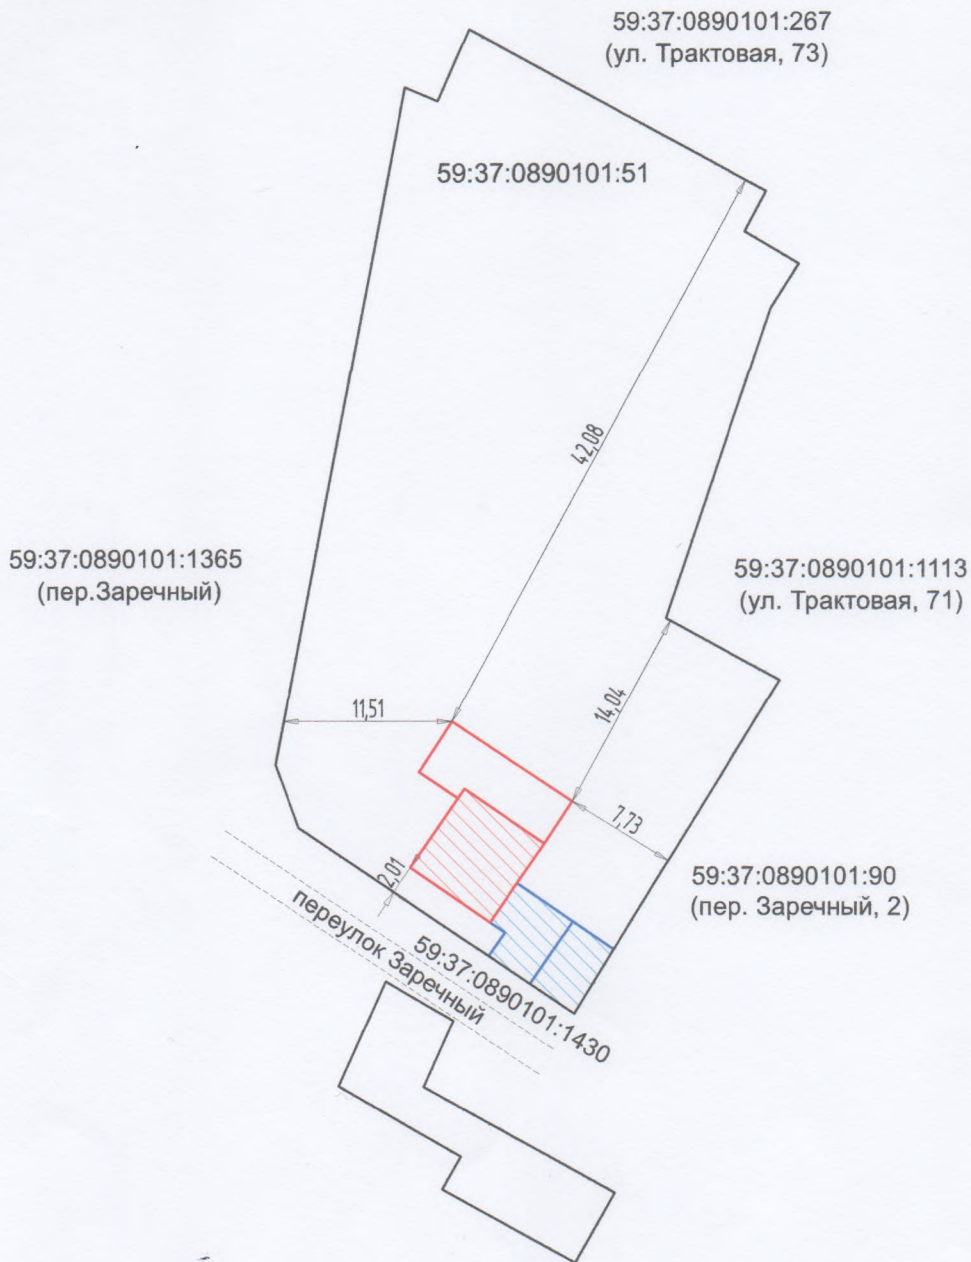 59:37:0890101:267
(ул. Трактовая, 73)
59:37:0890101:51
42,08
59:37:0890101:1365
(пер.Заречный)
59:37:0890101:1113
(ул. Трактовая, 71)
14,04
11,51
7,73
2,01
59:37:0890101:90
(пер. Заречный, 2)
переулок Заречный
59:37:0890101:1430